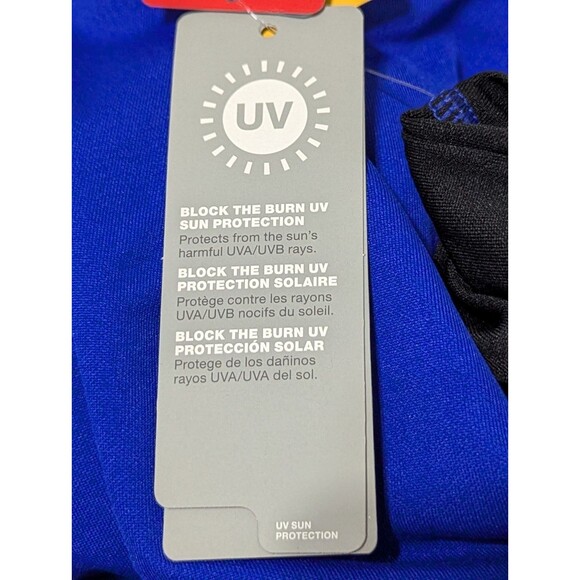 UV
BLOCK THE BURN UV
SUN PROTECTION
Protects from the sun's
harmful UVA/UVB rays.
BLOCK THE BURN UV
PROTECTION SOLAIRE
Protège contre les rayons
UVA/UVB nocifs du soleil.
BLOCK THE BURN UV
PROTECCIÓN SOLAR
Protege de los dañinos
rayos UVA/UVA del sol.
UV SUN
PROTECTION